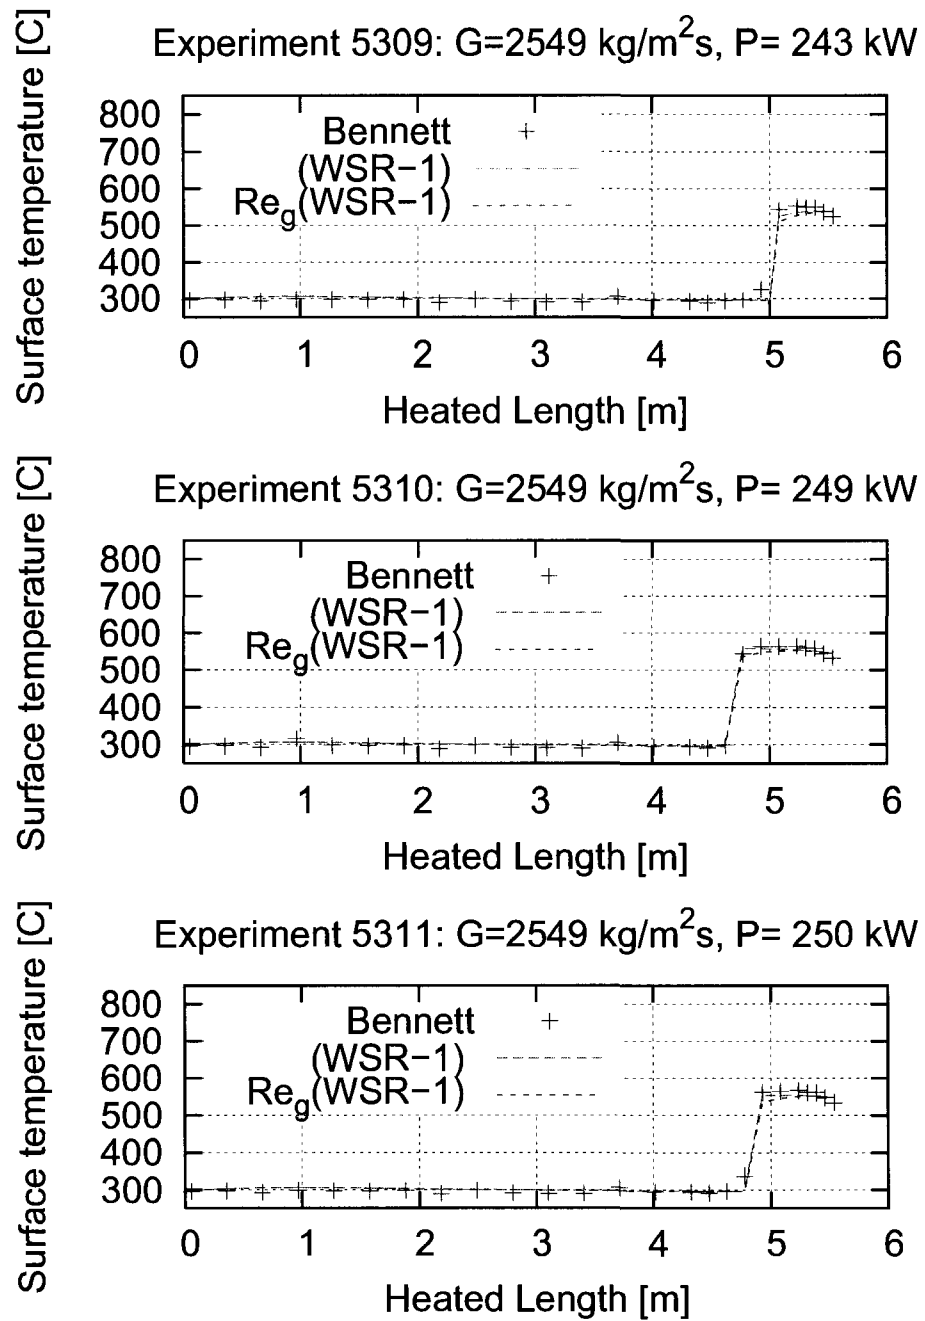 Experiment 5309: G=2549 kg/m²s, P= 243 kW
Surface temperature [C]
800
700
600
500
400
300
Bennett
(WSR−1)
Re_g(WSR−1)
0 1 2 3 4 5 6
Heated Length [m]
Experiment 5310: G=2549 kg/m²s, P= 249 kW
Surface temperature [C]
800
700
600
500
400
300
Bennett
(WSR−1)
Re_g(WSR−1)
0 1 2 3 4 5 6
Heated Length [m]
Experiment 5311: G=2549 kg/m²s, P= 250 kW
Surface temperature [C]
800
700
600
500
400
300
Bennett
(WSR−1)
Re_g(WSR−1)
0 1 2 3 4 5 6
Heated Length [m]